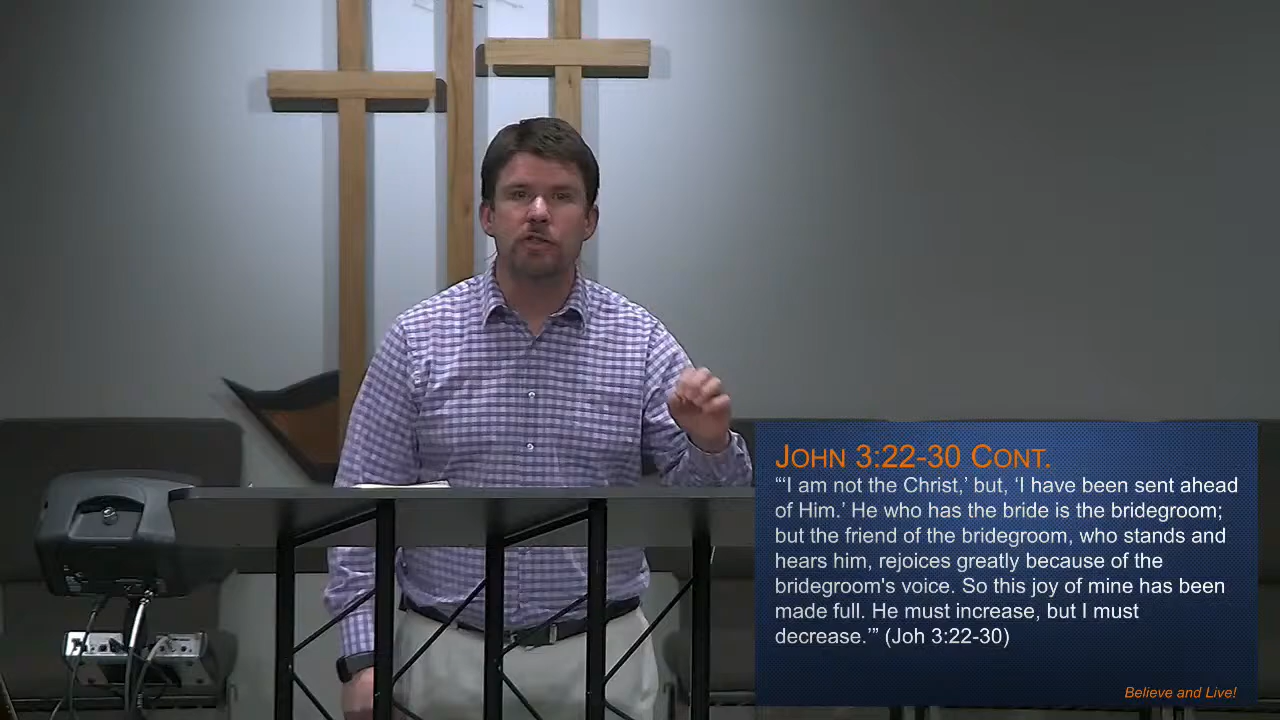 John 3:22-30 Cont.
“‘I am not the Christ,’ but, ‘I have been sent ahead
of Him.’ He who has the bride is the bridegroom;
but the friend of the bridegroom, who stands and
hears him, rejoices greatly because of the
bridegroom's voice. So this joy of mine has been
made full. He must increase, but I must
decrease.’” (Joh 3:22-30)
Believe and Live!